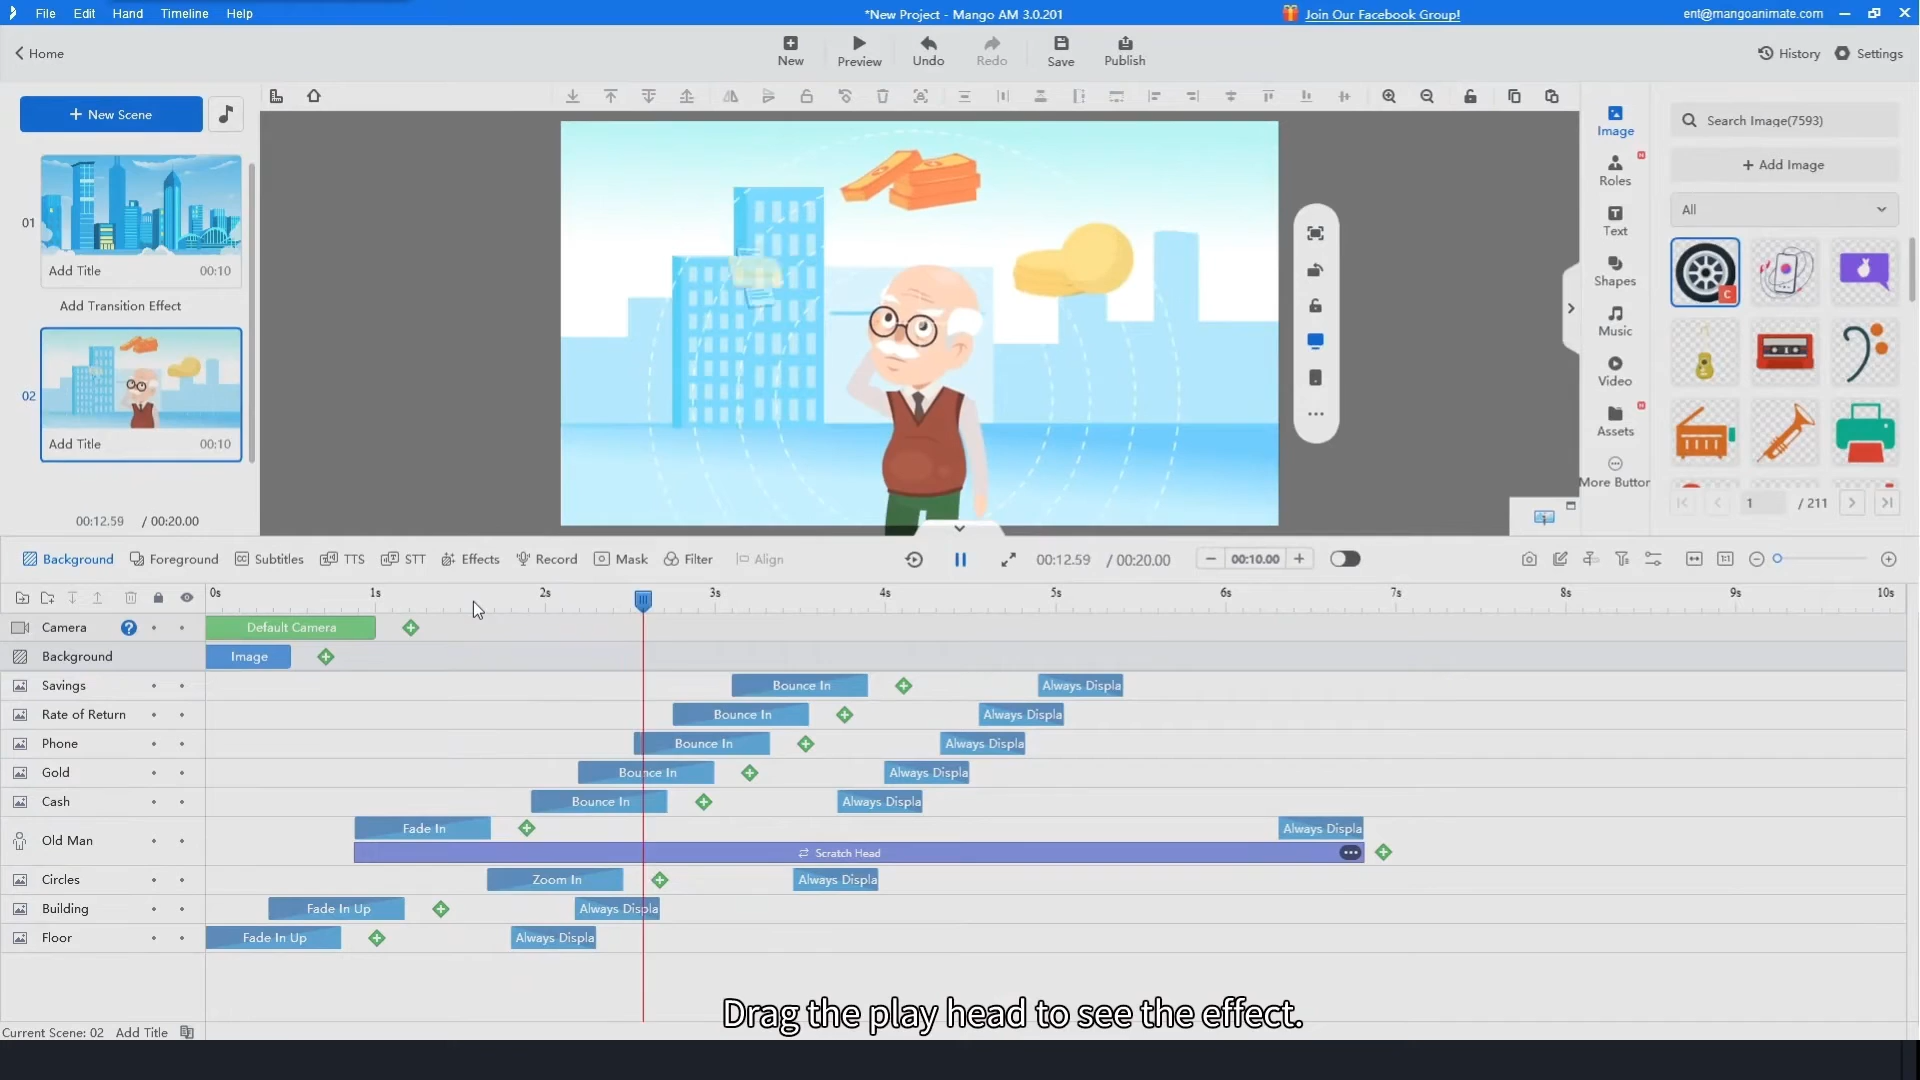 File Edit Hand Timeline Help
*New Project - Mango AM 3.0.201
Join Our Facebook Group!
ent@mangoanimate.com
Home
New
Preview
Undo
Redo
Save
Publish
History
Settings
+ New Scene
01
Add Title 00:10
Add Transition Effect
02
Add Title 00:10
00:12.59 / 00:20.00
Image
Roles
Text
Shapes
Music
Video
Assets
More Button
Search Image(7593)
+ Add Image
All
C
1 / 211
Background Foreground Subtitles TTS STT Effects Record Mask Filter Align
00:12.59 / 00:20.00
00:10.00
0s 1s 2s 3s 4s 5s 6s 7s 8s 9s 10s
Camera ? Default Camera
Background Image
Savings Bounce In Always Displa
Rate of Return Bounce In Always Displa
Phone Bounce In Always Displa
Gold Bounce In Always Displa
Cash Bounce In Always Displa
Old Man Fade In Always Displa
Scratch Head
Circles Zoom In Always Displa
Building Fade In Up Always Displa
Floor Fade In Up Always Displa
Drag the play head to see the effect.
Current Scene: 02 Add Title